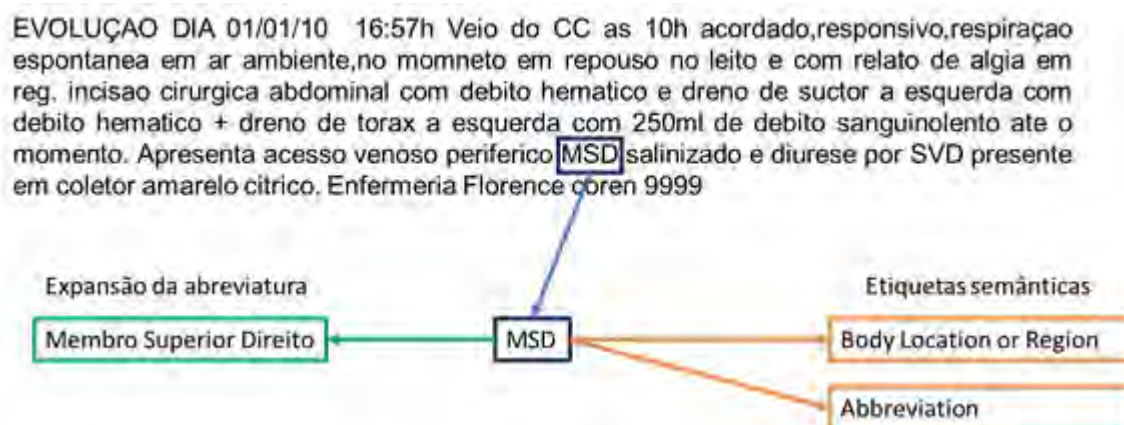 EVOLUÇAO DIA 01/01/10 16:57h Veio do CC as 10h acordado,responsivo,respiraçao
espontanea em ar ambiente,no momneto em repouso no leito e com relato de algia em
reg. incisao cirurgica abdominal com debito hematico e dreno de suctor a esquerda com
debito hematico + dreno de torax a esquerda com 250ml de debito sanguinolento ate o
momento. Apresenta acesso venoso periferico MSD salinizado e diurese por SVD presente
em coletor amarelo citrico. Enfermeria Florence coren 9999
Expansão da abreviatura
Etiquetas semânticas
Membro Superior Direito
MSD
Body Location or Region
Abbreviation